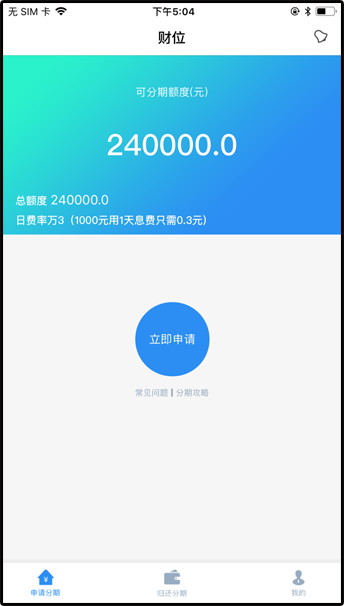 无 SIM 卡 下午5:04
财位
可分期额度(元)
240000.0
总额度 240000.0
日费率万3（1000元用1天息费只需0.3元）
立即申请
常见问题 | 分期攻略
申请分期 归还分期 我的